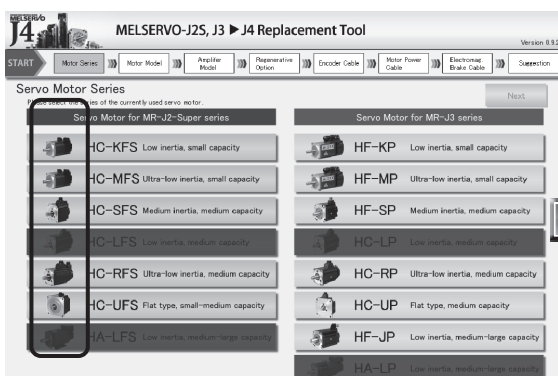 MELSERVO
J4
MELSERVO-J2S, J3 ▶ J4 Replacement Tool
Version 0.9.2
START
Motor Series
Motor Model
Amplifer Model
Regenerative Option
Encoder Cable
Motor Power Cable
Electromag. Brake Cable
Suggestion
Servo Motor Series
Please select the series of the currently used servo motor.
Next
Servo Motor for MR-J2-Super series
HC-KFS Low inertia, small capacity
HC-MFS Ultra-low inertia, small capacity
HC-SFS Medium inertia, medium capacity
HC-LFS Low inertia, medium capacity
HC-RFS Ultra-low inertia, medium capacity
HC-UFS Flat type, small-medium capacity
HA-LFS Low inertia, medium-large capacity
Servo Motor for MR-J3 series
HF-KP Low inertia, small capacity
HF-MP Ultra-low inertia, small capacity
HF-SP Medium inertia, medium capacity
HC-LP Low inertia, medium capacity
HC-RP Ultra-low inertia, medium capacity
HC-UP Flat type, medium capacity
HF-JP Low inertia, medium-large capacity
HA-LP Low inertia, medium-large capacity